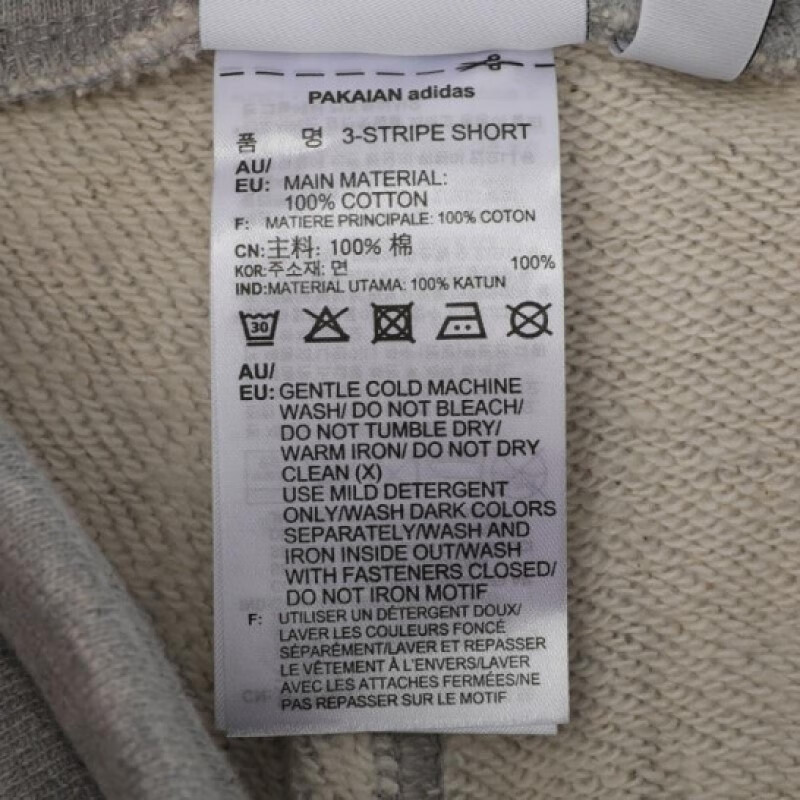 PAKAIAN adidas
품 명 3-STRIPE SHORT
AU/
EU: MAIN MATERIAL:
100% COTTON
F: MATIERE PRINCIPALE: 100% COTON
CN:主料: 100% 棉
KOR:주소재: 면 100%
IND:MATERIAL UTAMA: 100% KATUN
30
AU/
EU: GENTLE COLD MACHINE
WASH/ DO NOT BLEACH/
DO NOT TUMBLE DRY/
WARM IRON/ DO NOT DRY
CLEAN (X)
USE MILD DETERGENT
ONLY/WASH DARK COLORS
SEPARATELY/WASH AND
IRON INSIDE OUT/WASH
WITH FASTENERS CLOSED/
DO NOT IRON MOTIF
F: UTILISER UN DÉTERGENT DOUX/
LAVER LES COULEURS FONCÉ
SÉPARÉMENT/LAVER ET REPASSER
LE VÊTEMENT À L'ENVERS/LAVER
AVEC LES ATTACHES FERMÉES/NE
PAS REPASSER SUR LE MOTIF